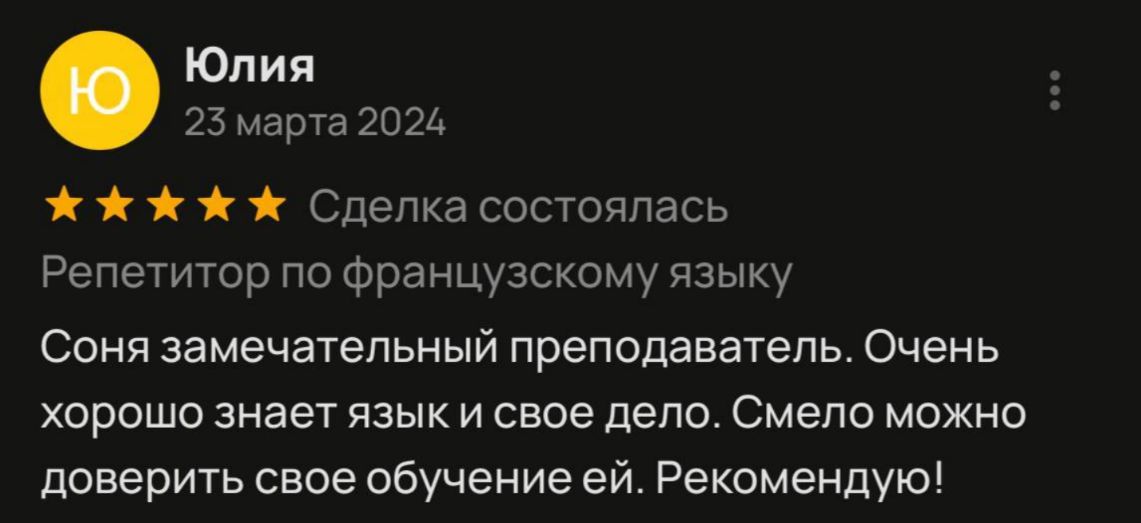 Ю
Юлия
23 марта 2024
Сделка состоялась
Репетитор по французскому языку
Соня замечательный преподаватель. Очень
хорошо знает язык и свое дело. Смело можно
доверить свое обучение ей. Рекомендую!